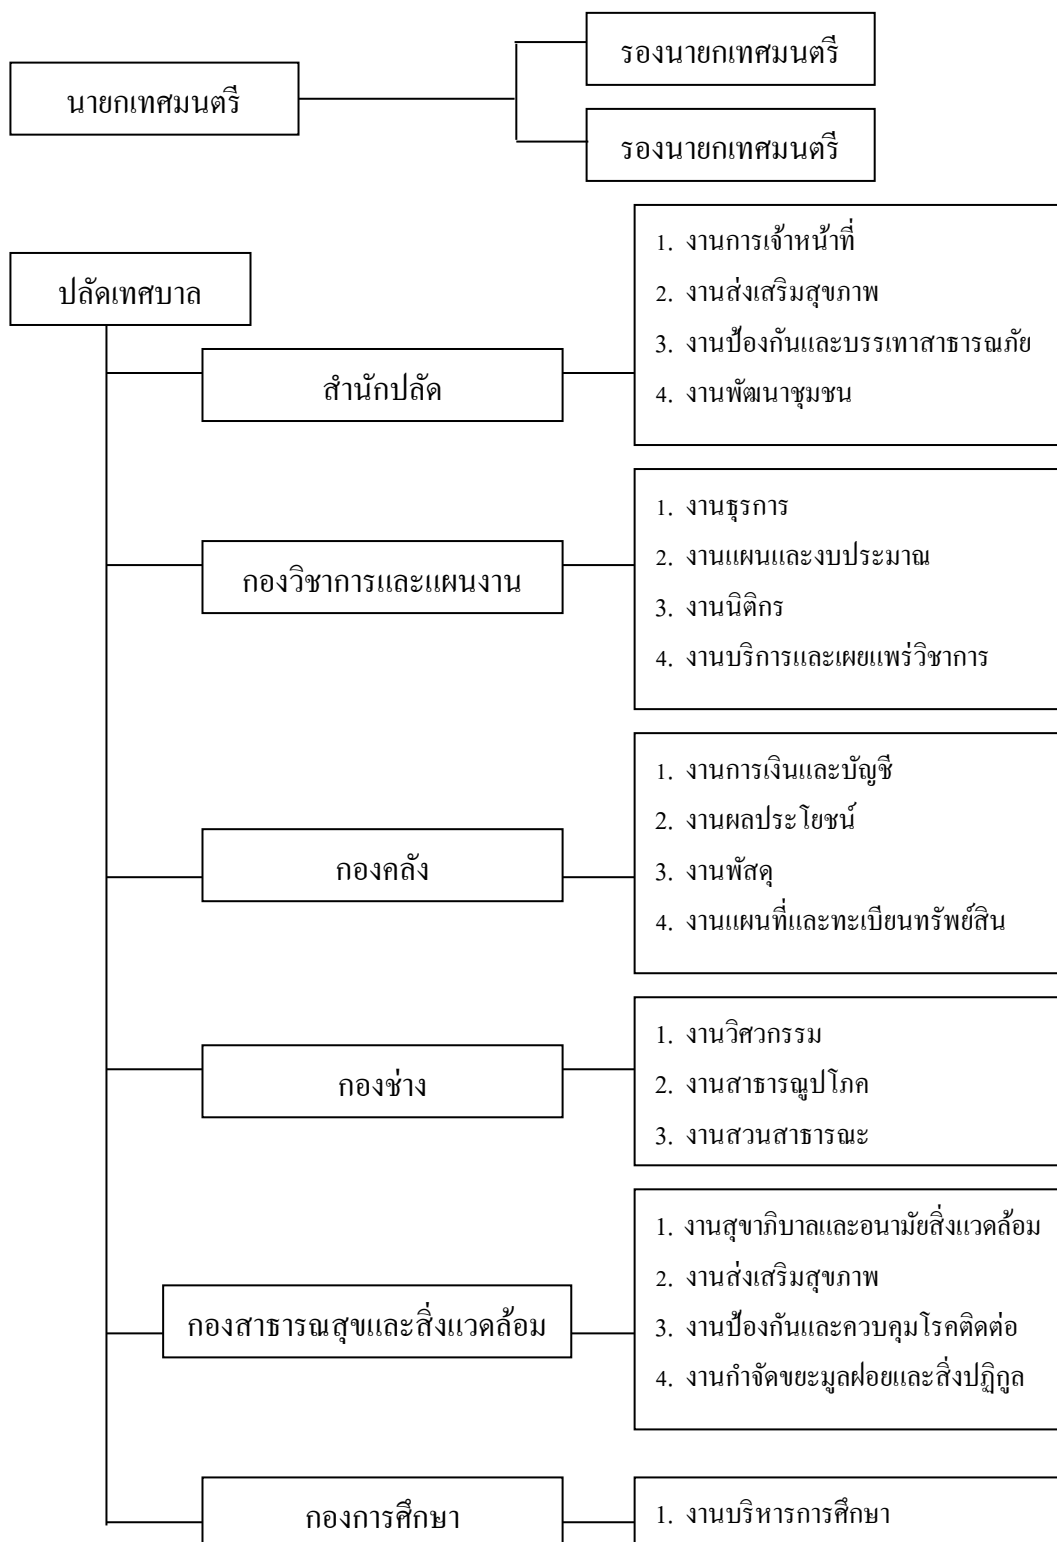 รองนายกเทศมนตรี
นายกเทศมนตรี
รองนายกเทศมนตรี
ปลัดเทศบาล
สำนักปลัด
1. งานการเจ้าหน้าที่
2. งานส่งเสริมสุขภาพ
3. งานป้องกันและบรรเทาสาธารณภัย
4. งานพัฒนาชุมชน
กองวิชาการและแผนงาน
1. งานธุรการ
2. งานแผนและงบประมาณ
3. งานนิติกร
4. งานบริการและเผยแพร่วิชาการ
กองคลัง
1. งานการเงินและบัญชี
2. งานผลประโยชน์
3. งานพัสดุ
4. งานแผนที่และทะเบียนทรัพย์สิน
กองช่าง
1. งานวิศวกรรม
2. งานสาธารณูปโภค
3. งานสวนสาธารณะ
กองสาธารณสุขและสิ่งแวดล้อม
1. งานสุขาภิบาลและอนามัยสิ่งแวดล้อม
2. งานส่งเสริมสุขภาพ
3. งานป้องกันและควบคุมโรคติดต่อ
4. งานกำจัดขยะมูลฝอยและสิ่งปฏิกูล
กองการศึกษา
1. งานบริหารการศึกษา